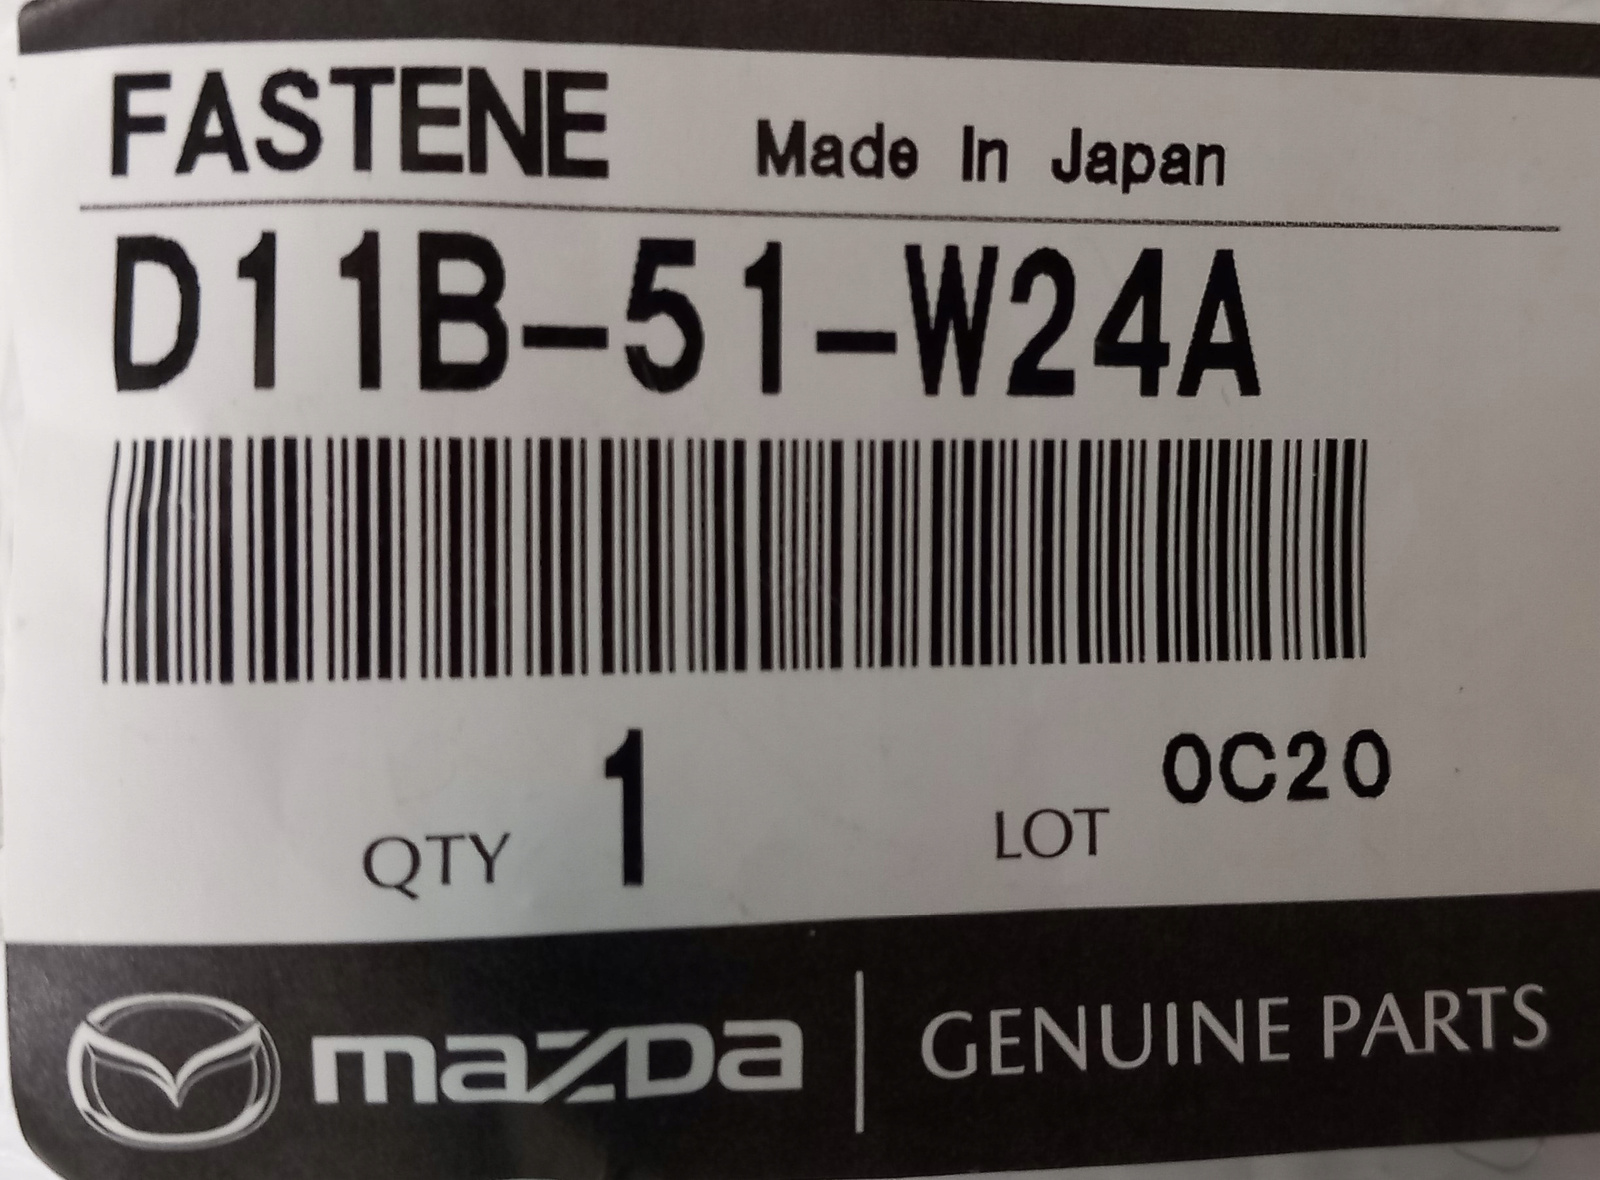 FASTENE Made In Japan
D11B-51-W24A
QTY 1 LOT 0C20
mazda GENUINE PARTS